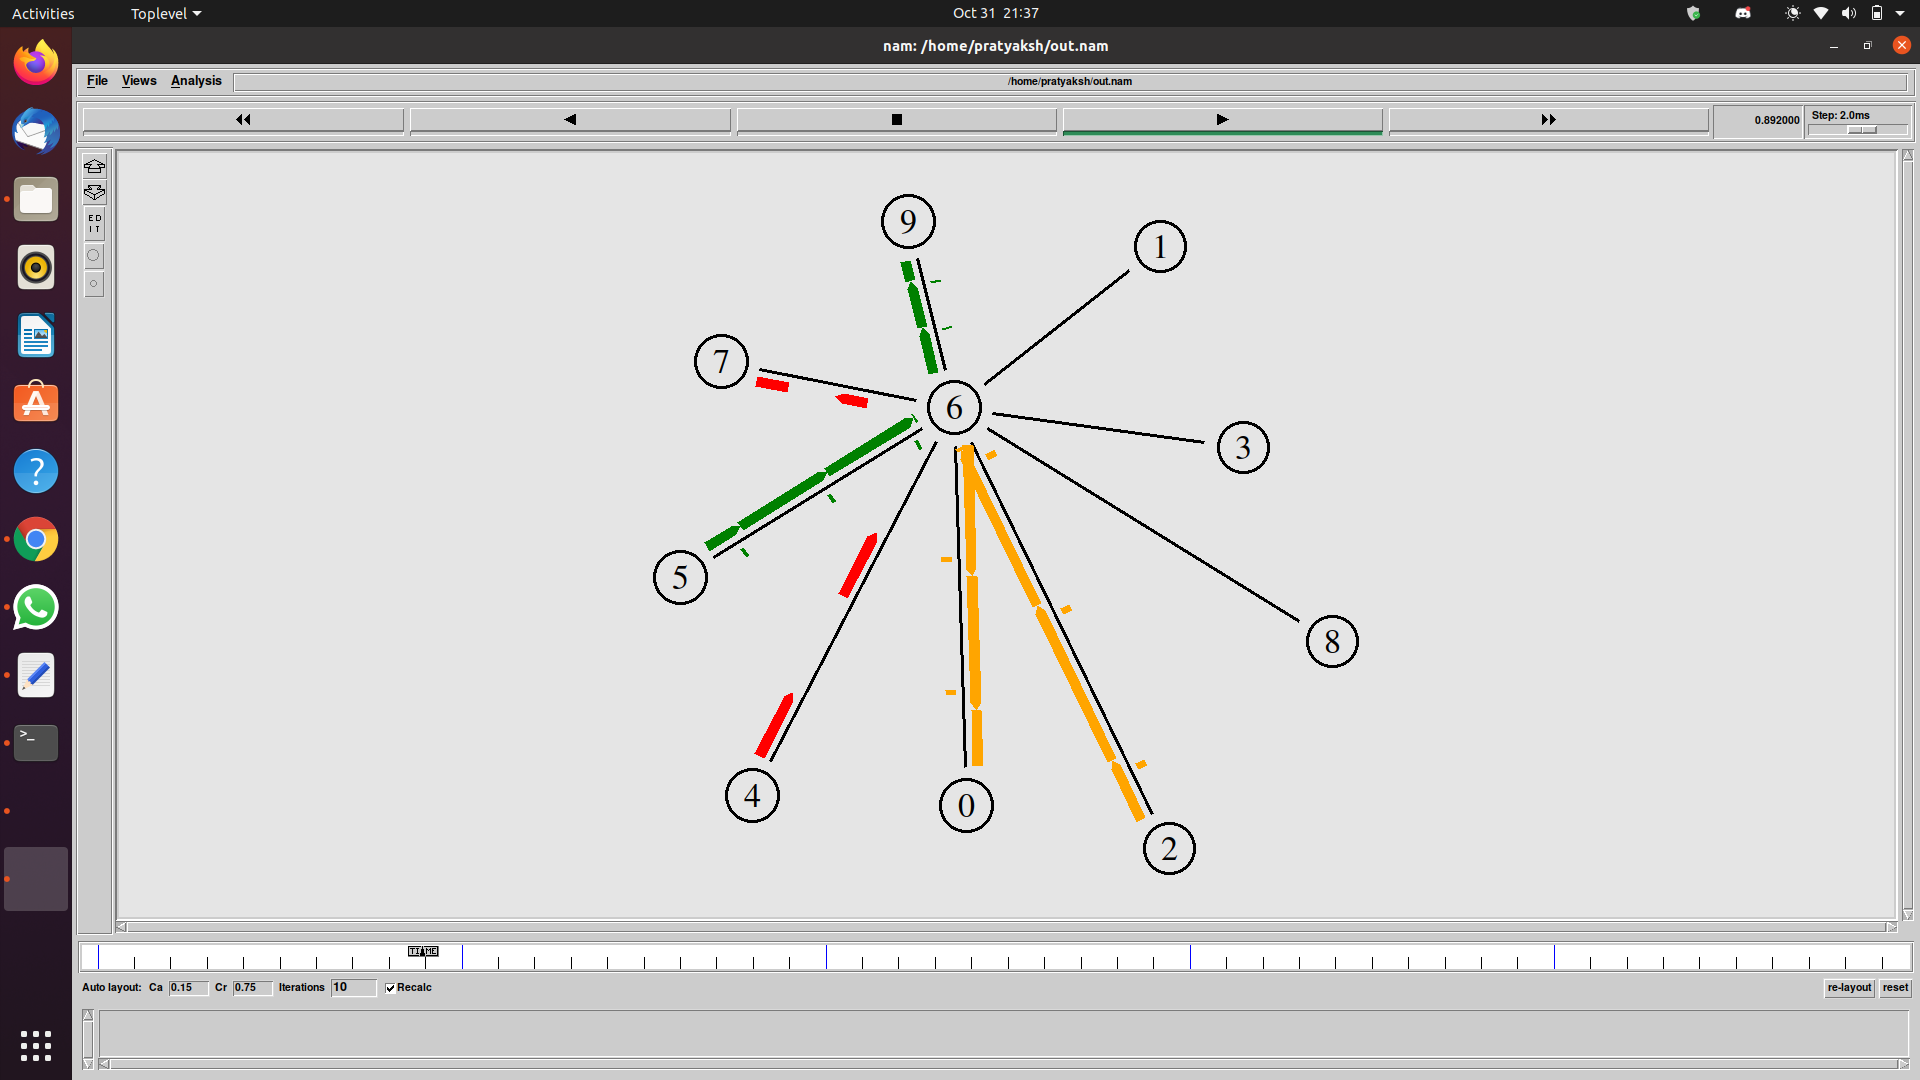 Activities
Toplevel
Oct 31 21:37
nam: /home/pratyaksh/out.nam
File Views Analysis
/home/pratyaksh/out.nam
0.892000
Step: 2.0ms
ED
IT
9
1
7
6
3
5
8
4
0
2
TIME
Auto layout: Ca 0.15 Cr 0.75 Iterations 10 Recalc
re-layout reset